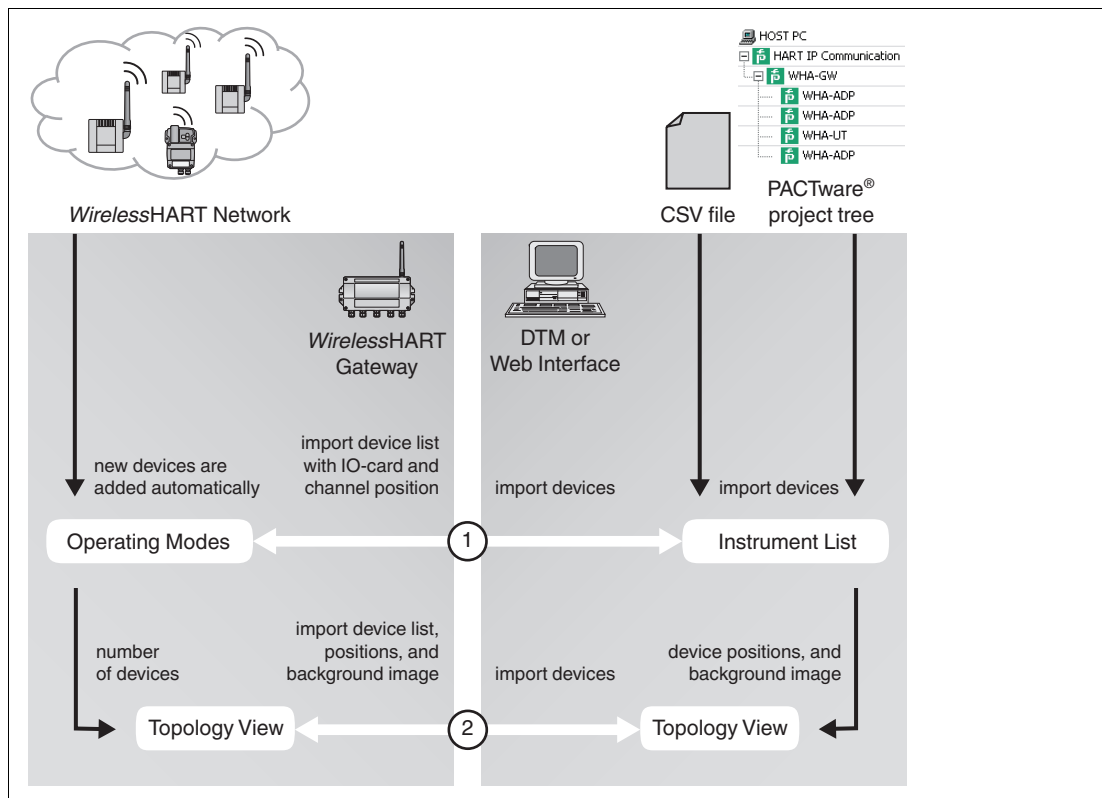 HOST PC
HART IP Communication
WHA-GW
WHA-ADP
WHA-ADP
WHA-UT
WHA-ADP
WirelessHART Network
CSV file
PACTware®
project tree
WirelessHART
Gateway
DTM or
Web Interface
new devices are
added automatically
import device list
with IO-card and
channel position
import devices
import devices
Operating Modes
1
Instrument List
number
of devices
import device list,
positions, and
background image
import devices
device positions, and
background image
Topology View
2
Topology View